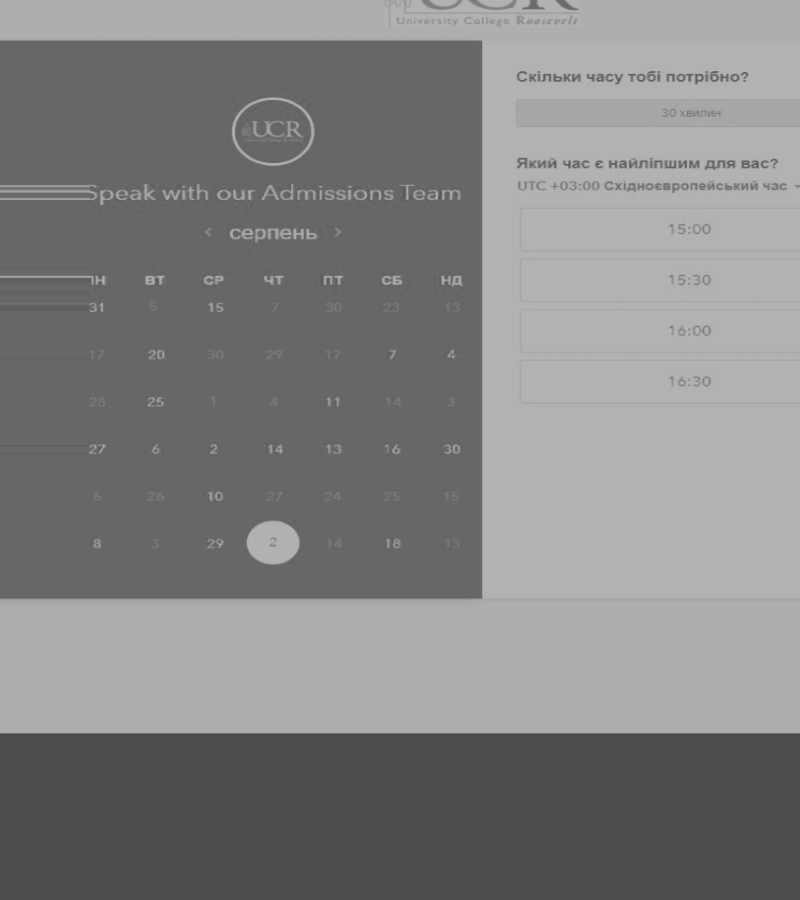 UCR
University College Roosevelt
UCR
Speak with our Admissions Team
‹ серпень ›
ПН ВТ СР ЧТ ПТ СБ НД
31 5 15 7 30 23 13
17 20 30 29 17 7 4
28 25 1 4 11 14 3
27 6 2 14 13 16 30
6 26 10 27 24 25 15
8 3 29 2 14 18 13
Скільки часу тобі потрібно?
30 хвилин
Який час є найліпшим для вас?
UTC +03:00 Східноєвропейський час
15:00
15:30
16:00
16:30